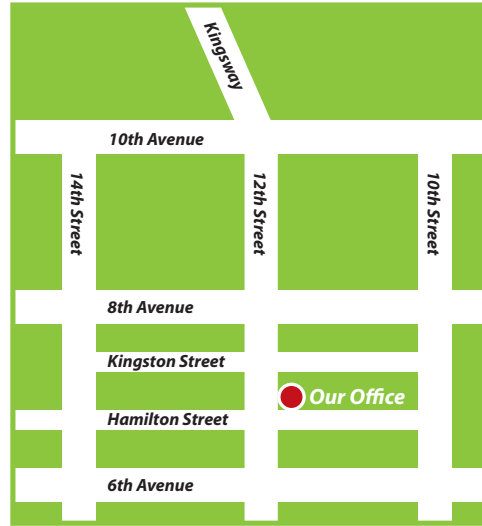 Kingsway
10th Avenue
14th Street
12th Street
10th Street
8th Avenue
Kingston Street
Our Office
Hamilton Street
6th Avenue